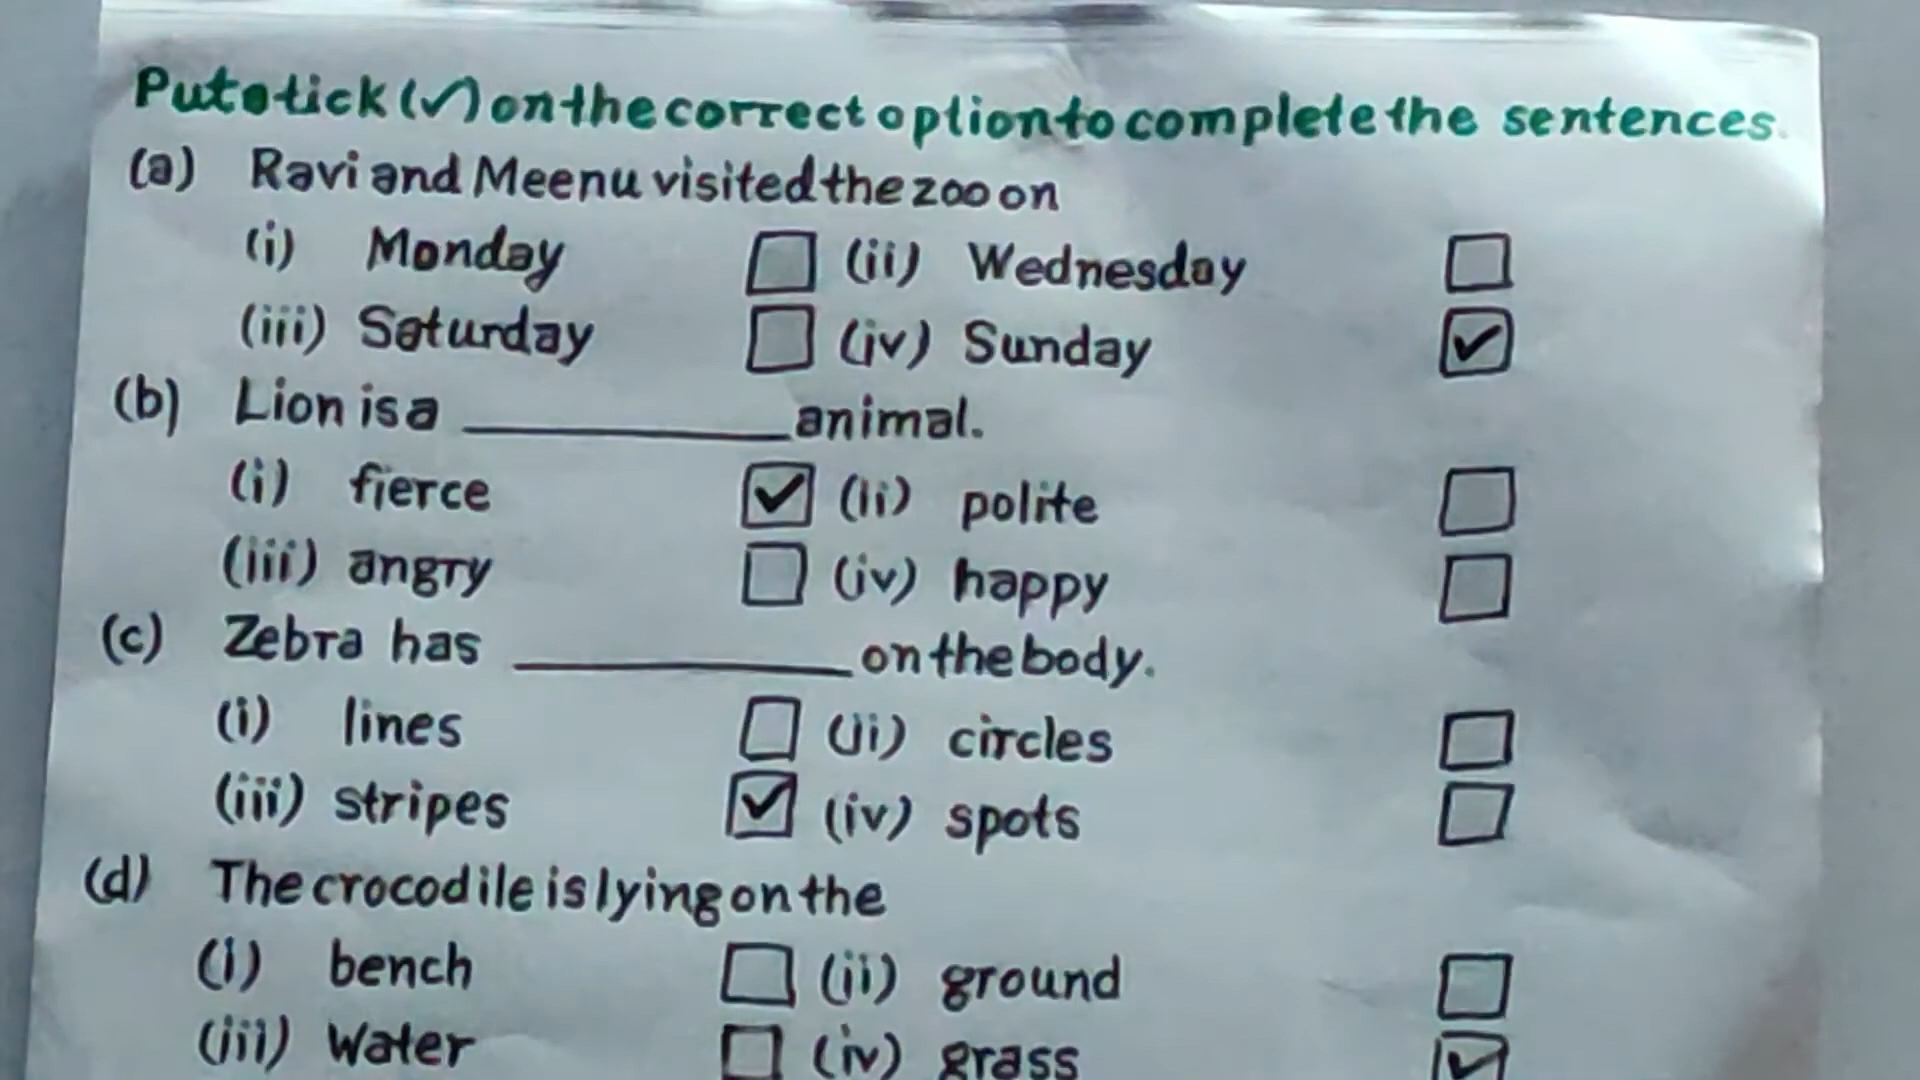 Put a tick (✓) on the correct option to complete the sentences.
(a) Ravi and Meenu visited the zoo on
(i) Monday ☐ (ii) Wednesday ☐
(iii) Saturday ☐ (iv) Sunday ☑
(b) Lion is a __________ animal.
(i) fierce ☑ (ii) polite ☐
(iii) angry ☐ (iv) happy ☐
(c) Zebra has __________ on the body.
(i) lines ☐ (ii) circles ☐
(iii) stripes ☑ (iv) spots ☐
(d) The crocodile is lying on the
(i) bench ☐ (ii) ground ☐
(iii) Water ☐ (iv) grass ☑